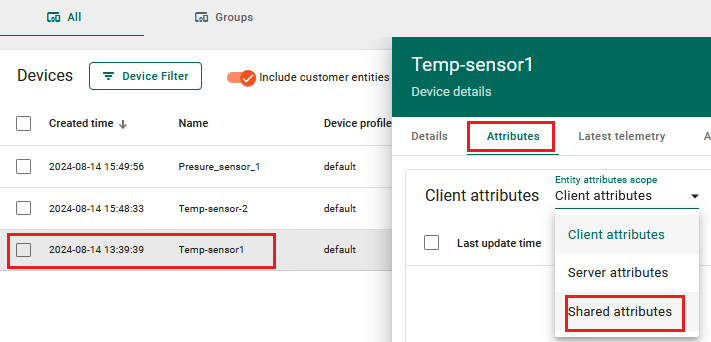 All
Groups
Devices
Device Filter
Include customer entities
Created time
Name
Device profile
2024-08-14 15:49:56
Presure_sensor_1
default
2024-08-14 15:48:33
Temp-sensor-2
default
2024-08-14 13:39:39
Temp-sensor1
default
Temp-sensor1
Device details
Details
Attributes
Latest telemetry
A
Client attributes
Entity attributes scope
Client attributes
Last update time
Client attributes
Server attributes
Shared attributes